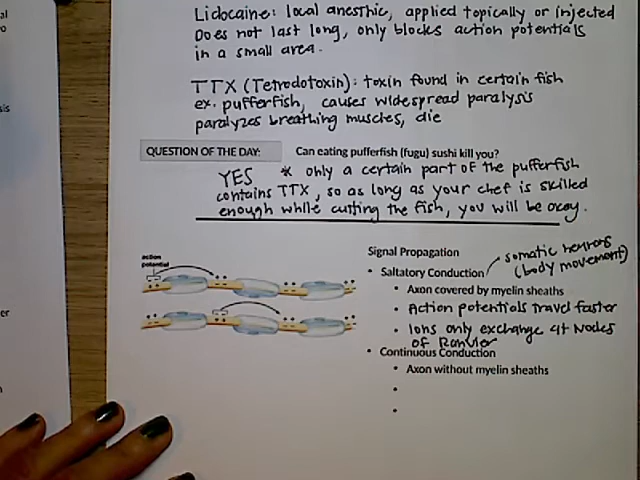 al
Lidocaine: local anesthic, applied topically or injected
Does not last long, only blocks action potentials
in a small area.
TTX (Tetrodotoxin): toxin found in certain fish
ex. pufferfish, causes widespread paralysis
paralyzes breathing muscles, die
QUESTION OF THE DAY: Can eating pufferfish (fugu) sushi kill you?
YES * only a certain part of the pufferfish
contains TTX, so as long as your chef is skilled
enough while cutting the fish, you will be okay.
action
potential
Signal Propagation
• Saltatory Conduction
somatic neurons
(body movement)
• Axon covered by myelin sheaths
• Action potentials travel faster
• Ions only exchange at Nodes
of Ranvier
• Continuous Conduction
• Axon without myelin sheaths
er